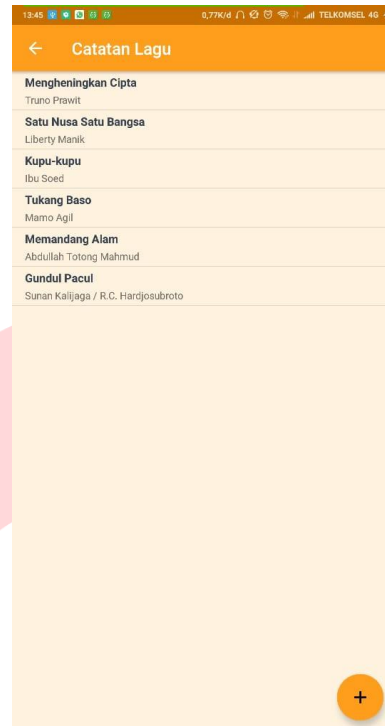 13:45 0,77K/d TELKOMSEL 4G
Catatan Lagu
Mengheningkan Cipta
Truno Prawit
Satu Nusa Satu Bangsa
Liberty Manik
Kupu-kupu
Ibu Soed
Tukang Baso
Mamo Agil
Memandang Alam
Abdullah Totong Mahmud
Gundul Pacul
Sunan Kalijaga / R.C. Hardjosubroto